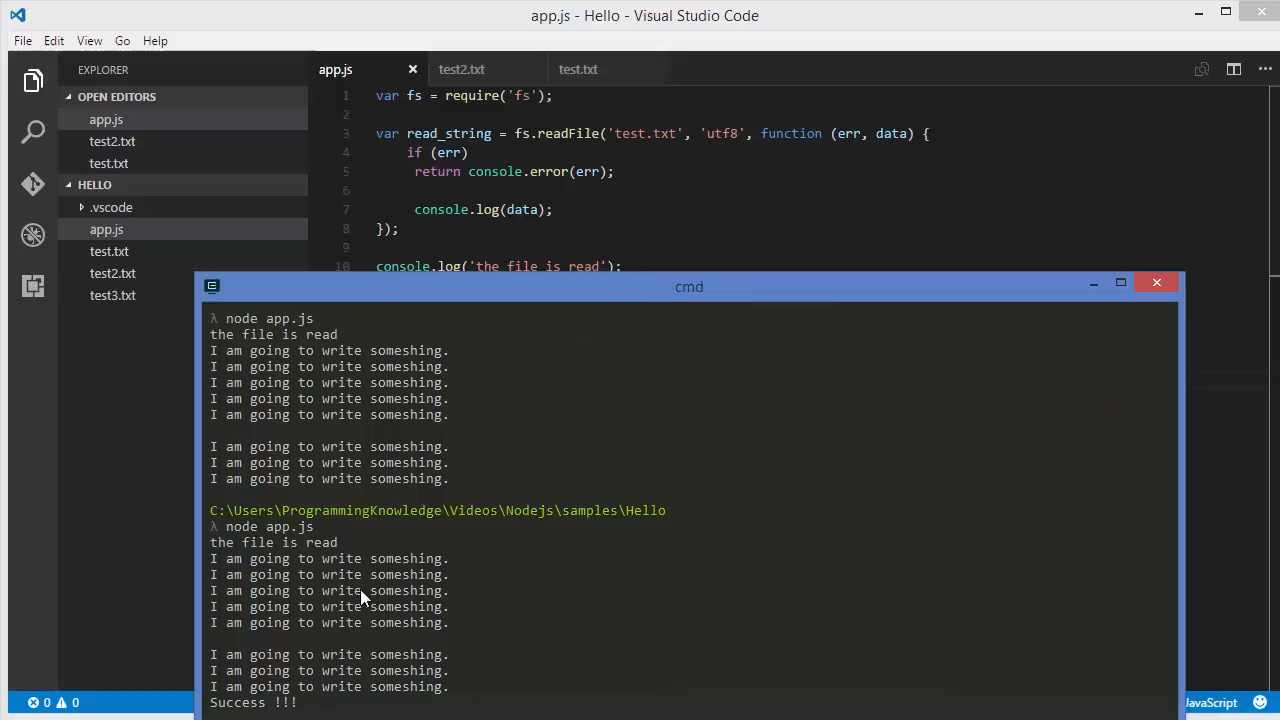 app.js - Hello - Visual Studio Code
File Edit View Go Help
EXPLORER
OPEN EDITORS
app.js
test2.txt
test.txt
HELLO
.vscode
app.js
test.txt
test2.txt
test3.txt
app.js test2.txt test.txt
1 var fs = require('fs');
2
3 var read_string = fs.readFile('test.txt', 'utf8', function (err, data) {
4 if (err)
5 return console.error(err);
6
7 console.log(data);
8 });
9
10 console.log('the file is read');
cmd
λ node app.js
the file is read
I am going to write someshing.
I am going to write someshing.
I am going to write someshing.
I am going to write someshing.
I am going to write someshing.
I am going to write someshing.
I am going to write someshing.
I am going to write someshing.
C:\Users\ProgrammingKnowledge\Videos\Nodejs\samples\Hello
λ node app.js
the file is read
I am going to write someshing.
I am going to write someshing.
I am going to write someshing.
I am going to write someshing.
I am going to write someshing.
I am going to write someshing.
I am going to write someshing.
I am going to write someshing.
Success !!!
0 0
JavaScript